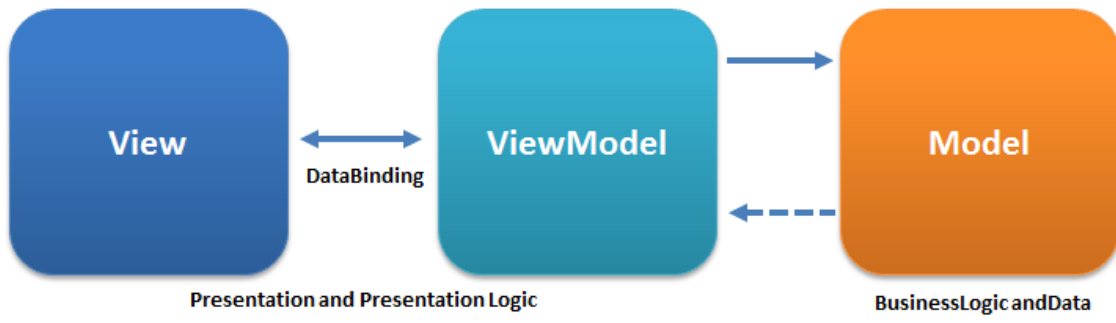 View
ViewModel
Model
DataBinding
Presentation and Presentation Logic
BusinessLogic andData